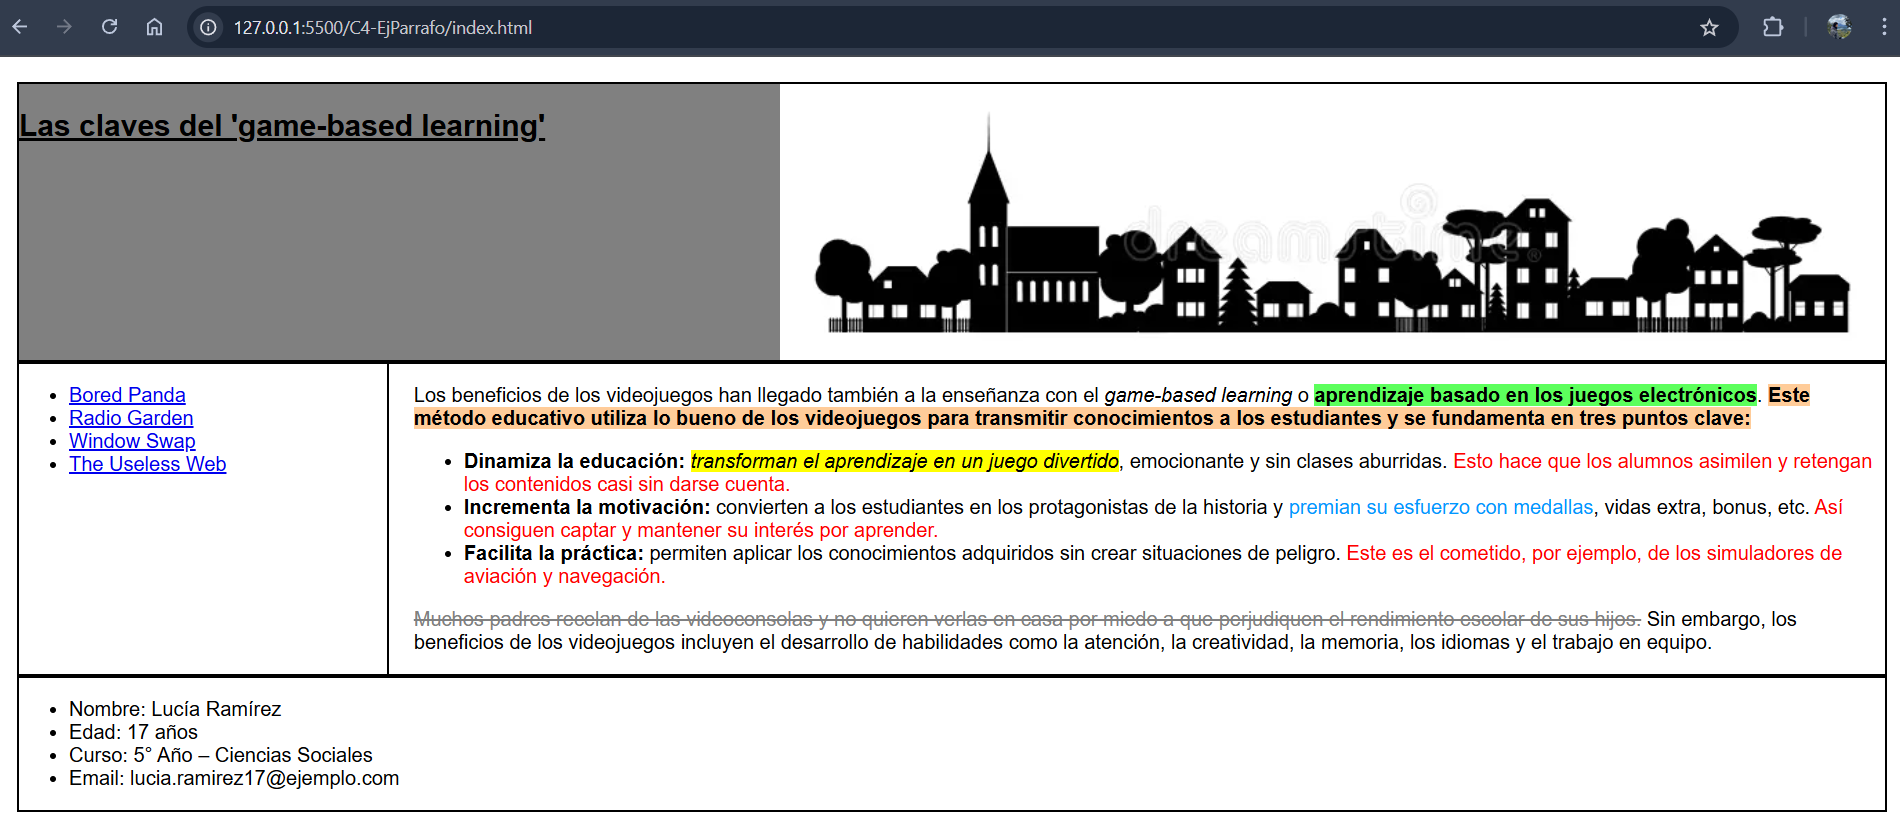 127.0.0.1:5500/C4-EjParrafo/index.html
Las claves del 'game-based learning'
dreamstime®
Bored Panda
Radio Garden
Window Swap
The Useless Web
Los beneficios de los videojuegos han llegado también a la enseñanza con el game-based learning o aprendizaje basado en los juegos electrónicos. Este
método educativo utiliza lo bueno de los videojuegos para transmitir conocimientos a los estudiantes y se fundamenta en tres puntos clave:
Dinamiza la educación: transforman el aprendizaje en un juego divertido, emocionante y sin clases aburridas. Esto hace que los alumnos asimilen y retengan
los contenidos casi sin darse cuenta.
Incrementa la motivación: convierten a los estudiantes en los protagonistas de la historia y premian su esfuerzo con medallas, vidas extra, bonus, etc. Así
consiguen captar y mantener su interés por aprender.
Facilita la práctica: permiten aplicar los conocimientos adquiridos sin crear situaciones de peligro. Este es el cometido, por ejemplo, de los simuladores de
aviación y navegación.
Muchos padres recelan de las videoconsolas y no quieren verlas en casa por miedo a que perjudiquen el rendimiento escolar de sus hijos. Sin embargo, los
beneficios de los videojuegos incluyen el desarrollo de habilidades como la atención, la creatividad, la memoria, los idiomas y el trabajo en equipo.
Nombre: Lucía Ramírez
Edad: 17 años
Curso: 5° Año – Ciencias Sociales
Email: lucia.ramirez17@ejemplo.com